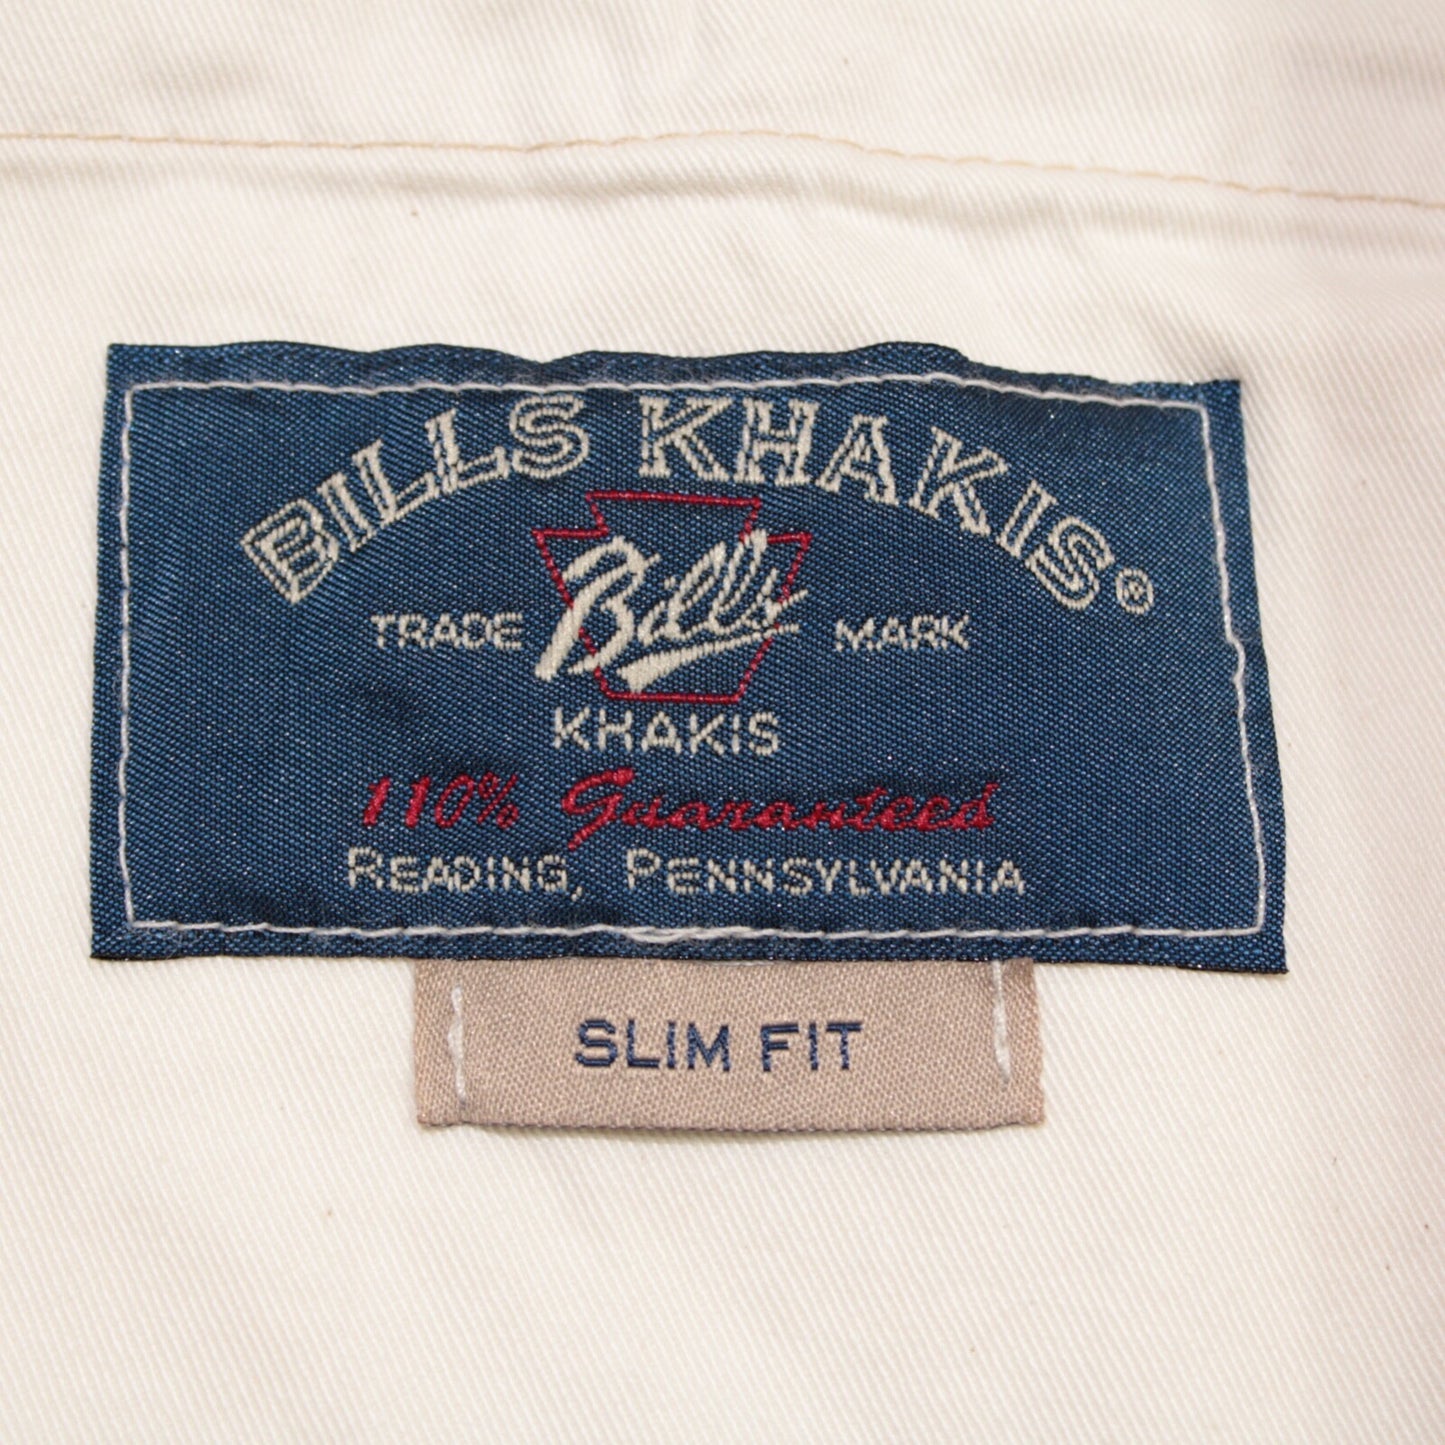 BILLS KHAKIS®
TRADE Bills MARK
KHAKIS
110% Guaranteed
READING, PENNSYLVANIA
SLIM FIT